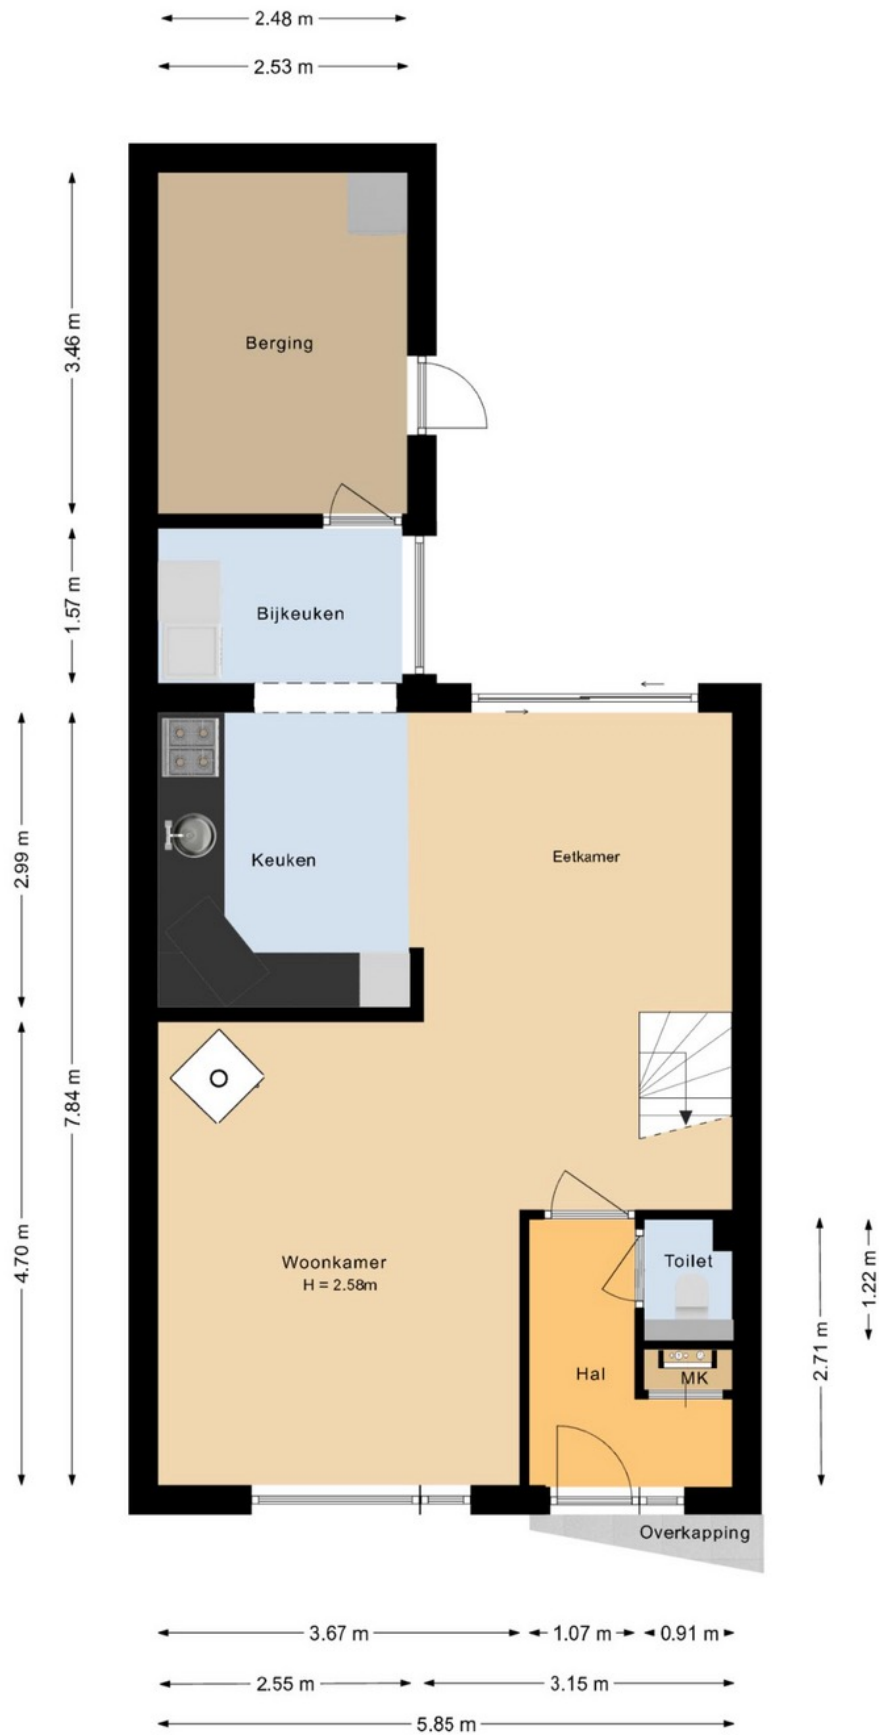 2.48 m
2.53 m
3.46 m
Berging
1.57 m
Bijkeuken
2.99 m
Keuken
Eetkamer
7.84 m
4.70 m
Woonkamer
H = 2.58m
Toilet
1.22 m
2.71 m
Hal
MK
Overkapping
3.67 m
1.07 m
0.91 m
2.55 m
3.15 m
5.85 m